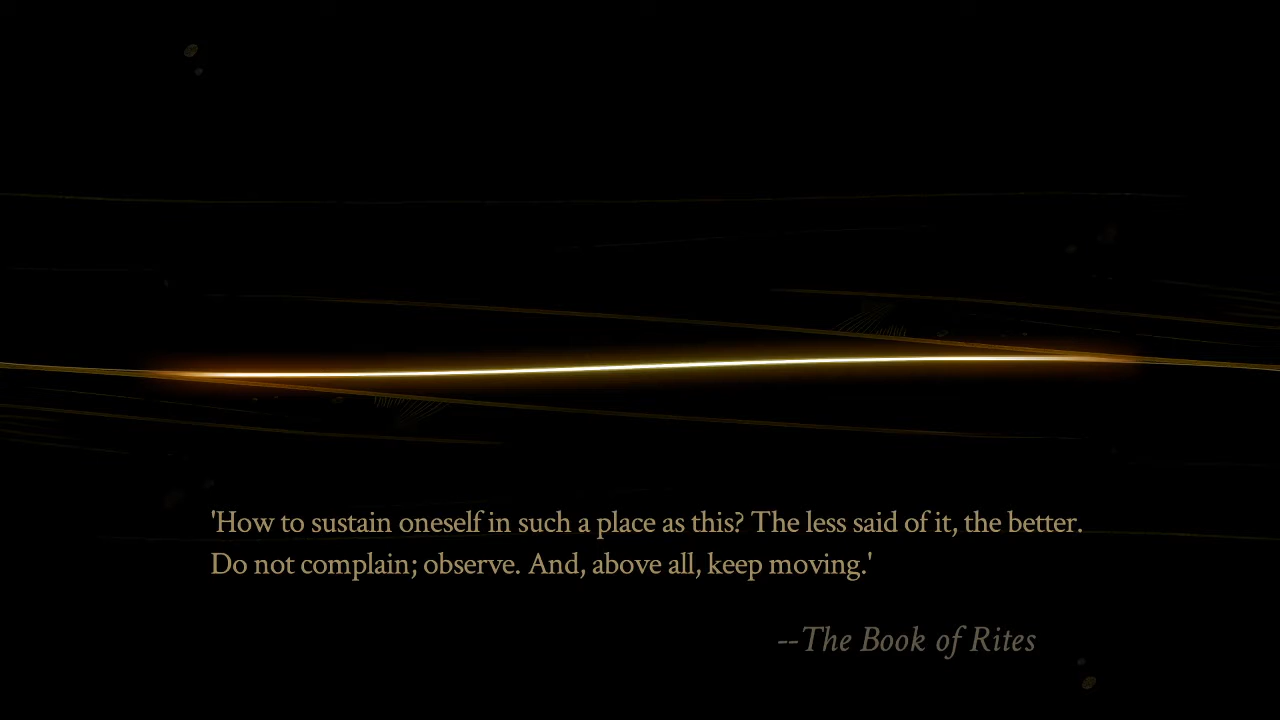 'How to sustain oneself in such a place as this? The less said of it, the better.
Do not complain; observe. And, above all, keep moving.'
--The Book of Rites